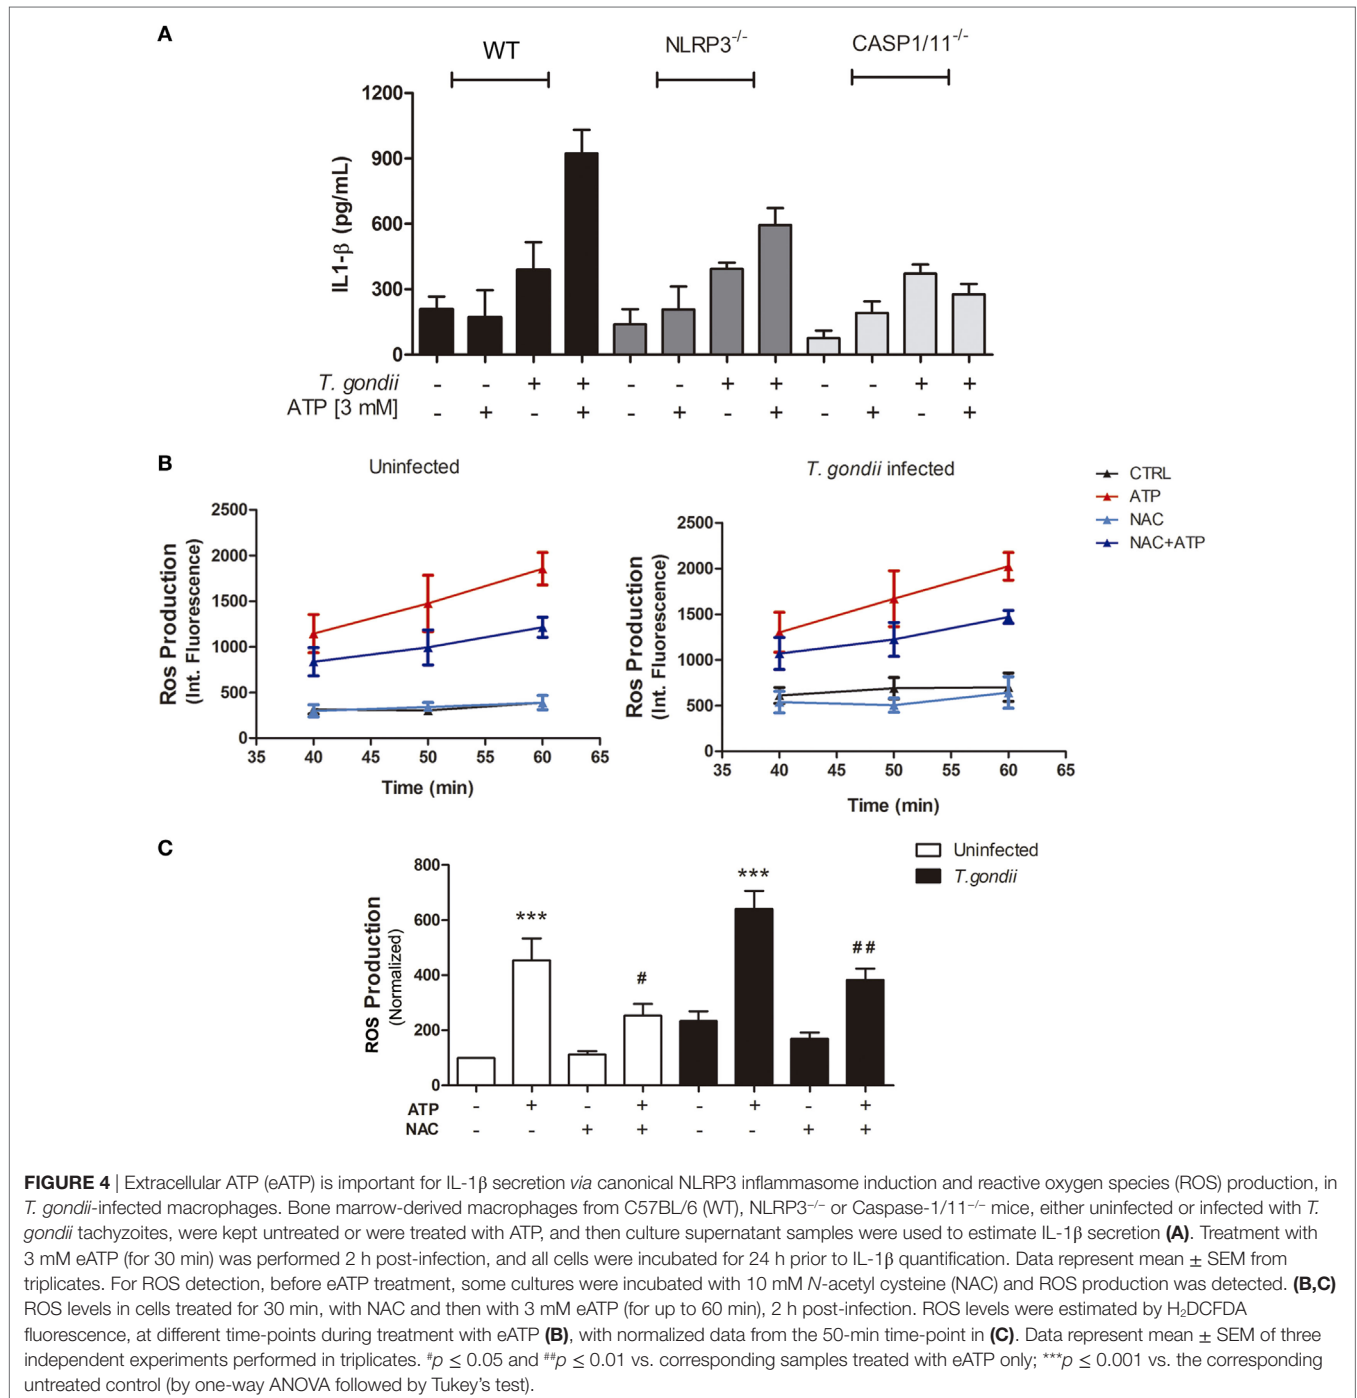 A
WT
NLRP3-/-
CASP1/11-/-
IL1-β (pg/mL)
1200
900
600
300
0
T. gondii - - + + - - + + - - + +
ATP [3 mM] - + - + - + - + - + - +
B
Uninfected
Ros Production
(Int. Fluorescence)
2500
2000
1500
1000
500
0
35 40 45 50 55 60 65
Time (min)
T. gondii infected
Ros Production
(Int. Fluorescence)
2500
2000
1500
1000
500
0
35 40 45 50 55 60 65
Time (min)
CTRL
ATP
NAC
NAC+ATP
C
Uninfected
T.gondii
ROS Production
(Normalized)
800
600
400
200
0
***
#
***
##
ATP - + - + - + - +
NAC - - + + - - + +
FIGURE 4 | Extracellular ATP (eATP) is important for IL-1β secretion via canonical NLRP3 inflammasome induction and reactive oxygen species (ROS) production, in
T. gondii-infected macrophages. Bone marrow-derived macrophages from C57BL/6 (WT), NLRP3−/− or Caspase-1/11−/− mice, either uninfected or infected with T.
gondii tachyzoites, were kept untreated or were treated with ATP, and then culture supernatant samples were used to estimate IL-1β secretion (A). Treatment with
3 mM eATP (for 30 min) was performed 2 h post-infection, and all cells were incubated for 24 h prior to IL-1β quantification. Data represent mean ± SEM from
triplicates. For ROS detection, before eATP treatment, some cultures were incubated with 10 mM N-acetyl cysteine (NAC) and ROS production was detected. (B,C)
ROS levels in cells treated for 30 min, with NAC and then with 3 mM eATP (for up to 60 min), 2 h post-infection. ROS levels were estimated by H₂DCFDA
fluorescence, at different time-points during treatment with eATP (B), with normalized data from the 50-min time-point in (C). Data represent mean ± SEM of three
independent experiments performed in triplicates. #p ≤ 0.05 and ##p ≤ 0.01 vs. corresponding samples treated with eATP only; ***p ≤ 0.001 vs. the corresponding
untreated control (by one-way ANOVA followed by Tukey's test).